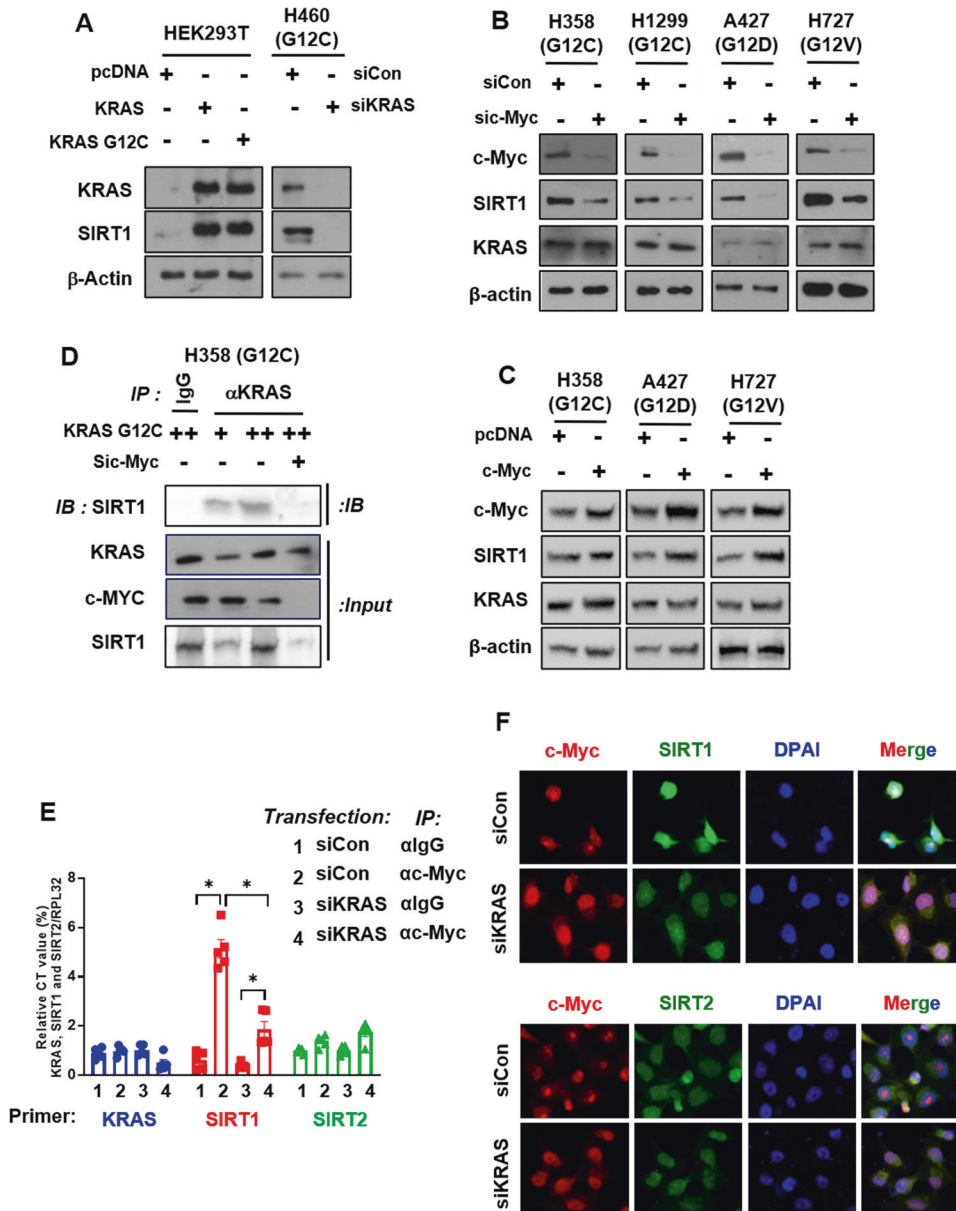 A
HEK293T
H460
(G12C)
pcDNA + - - + - siCon
KRAS - + - - + siKRAS
KRAS G12C - - +
KRAS
SIRT1
β-Actin
B
H358 H1299 A427 H727
(G12C) (G12C) (G12D) (G12V)
siCon + - + - + - + -
sic-Myc - + - + - + - +
c-Myc
SIRT1
KRAS
β-actin
D
H358 (G12C)
IP : IgG αKRAS
KRAS G12C ++ + ++ ++
Sic-Myc - - - +
IB : SIRT1 :IB
KRAS
c-MYC
:Input
SIRT1
C
H358 A427 H727
(G12C) (G12D) (G12V)
pcDNA + - + - + -
c-Myc - + - + - +
c-Myc
SIRT1
KRAS
β-actin
E
Transfection: IP:
1 siCon αIgG
2 siCon αc-Myc
3 siKRAS αIgG
4 siKRAS αc-Myc
Relative CT value (%)
KRAS, SIRT1 and SIRT2/RPL32
8
6
4
2
0
* *
*
1 2 3 4 1 2 3 4 1 2 3 4
Primer: KRAS SIRT1 SIRT2
F
c-Myc SIRT1 DPAI Merge
siCon
siKRAS
c-Myc SIRT2 DPAI Merge
siCon
siKRAS